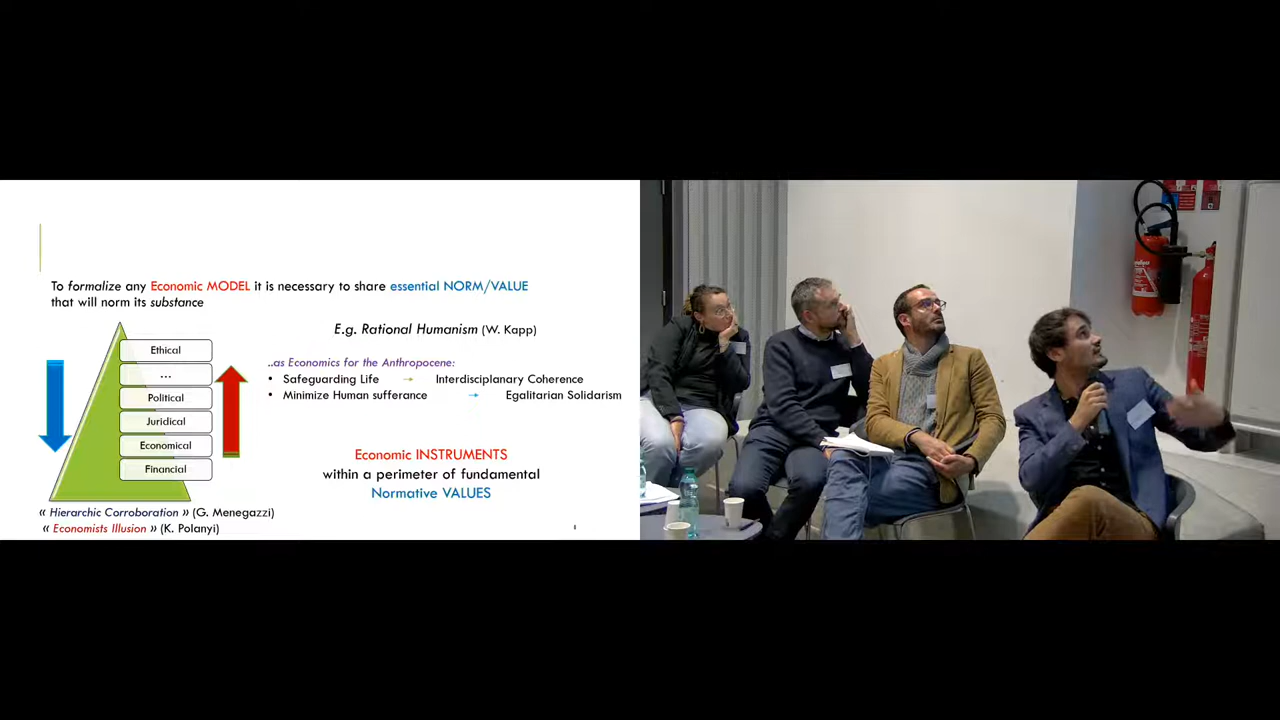 To formalize any Economic MODEL it is necessary to share essential NORM/VALUE
that will norm its substance
E.g. Rational Humanism (W. Kapp)
Ethical
...
Political
Juridical
Economical
Financial
..as Economics for the Anthropocene:
• Safeguarding Life → Interdisciplanary Coherence
• Minimize Human sufferance → Egalitarian Solidarism
Economic INSTRUMENTS
within a perimeter of fundamental
Normative VALUES
« Hierarchic Corroboration » (G. Menegazzi)
« Economists Illusion » (K. Polanyi)